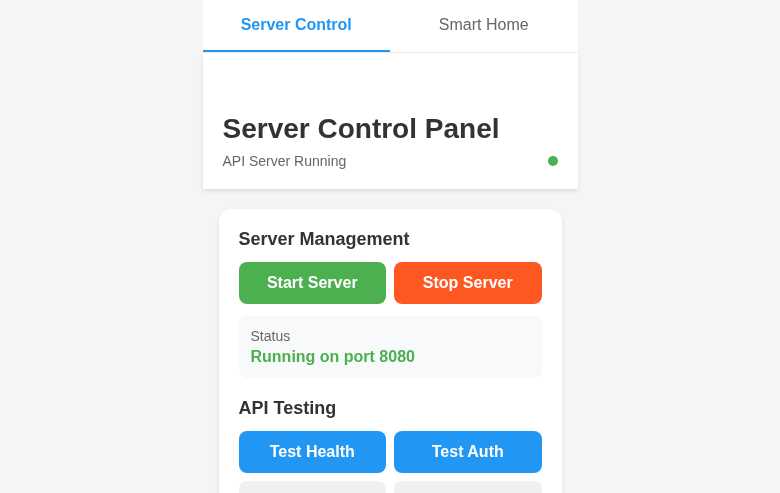 Server Control
Smart Home
Server Control Panel
API Server Running
Server Management
Start Server
Stop Server
Status
Running on port 8080
API Testing
Test Health
Test Auth